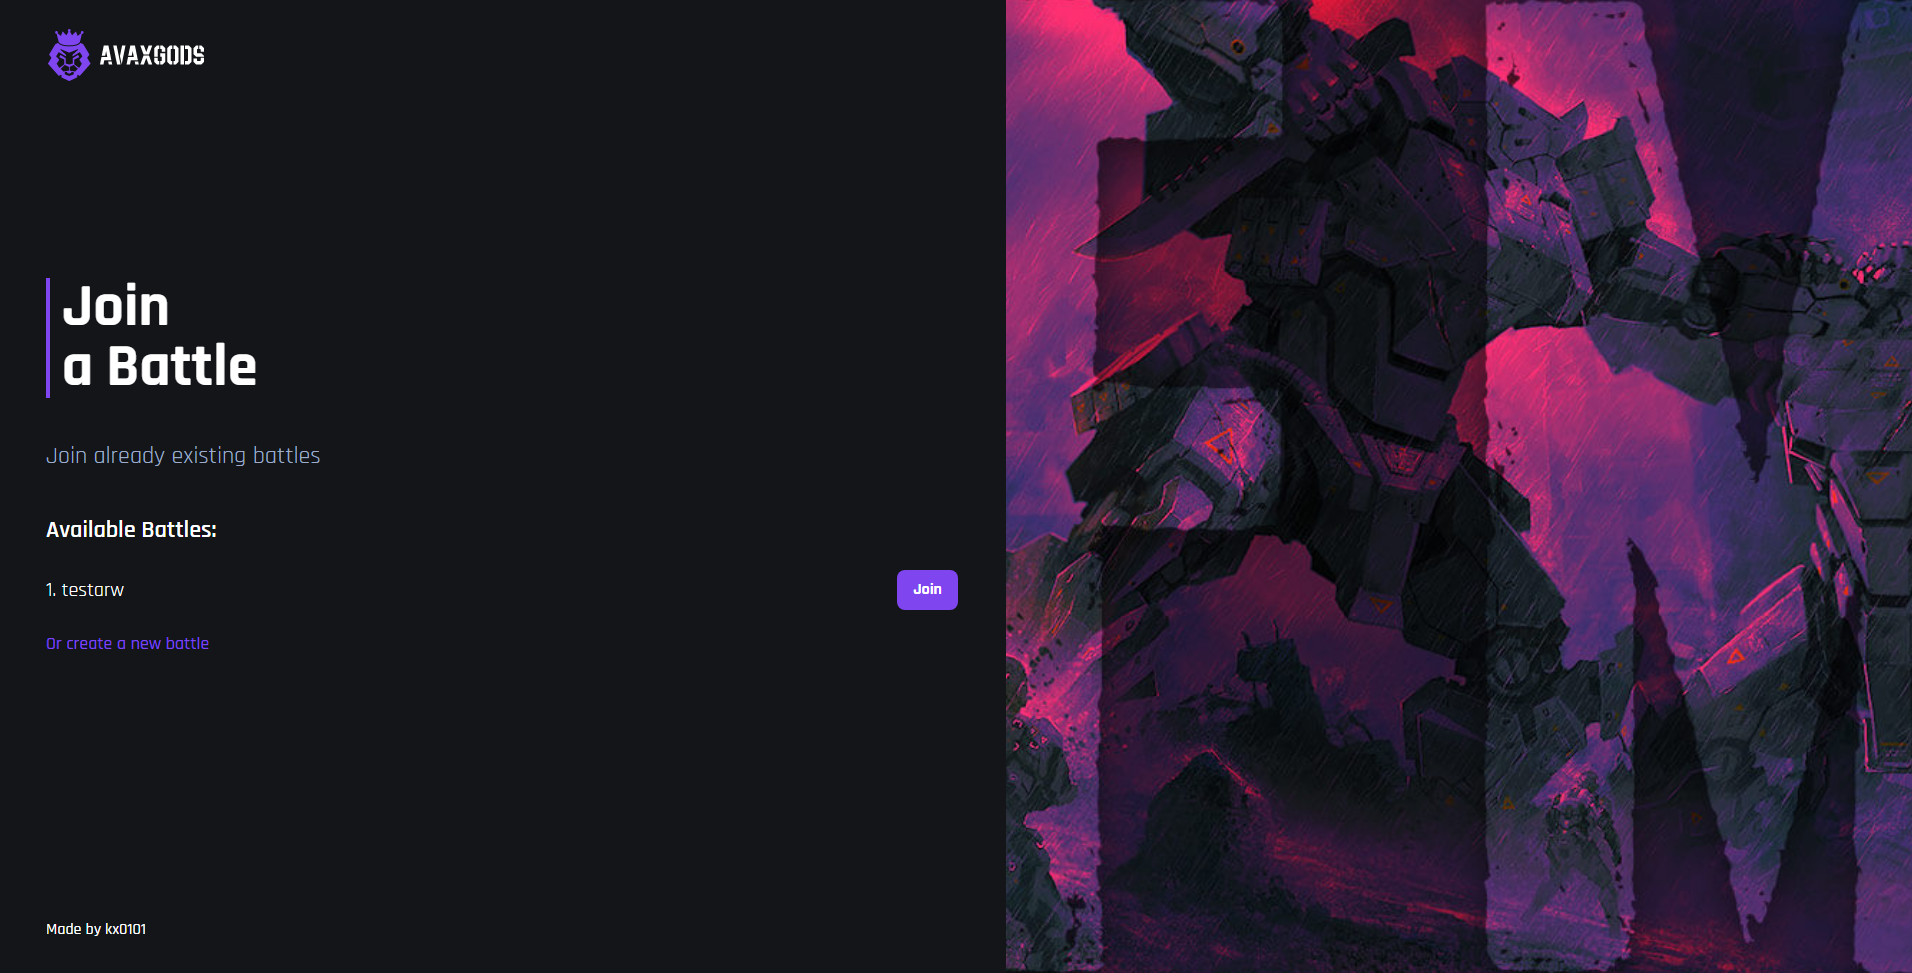 AVAXGODS
Join
a Battle
Join already existing battles
Available Battles:
1. testarw
Join
Or create a new battle
Made by kx0101